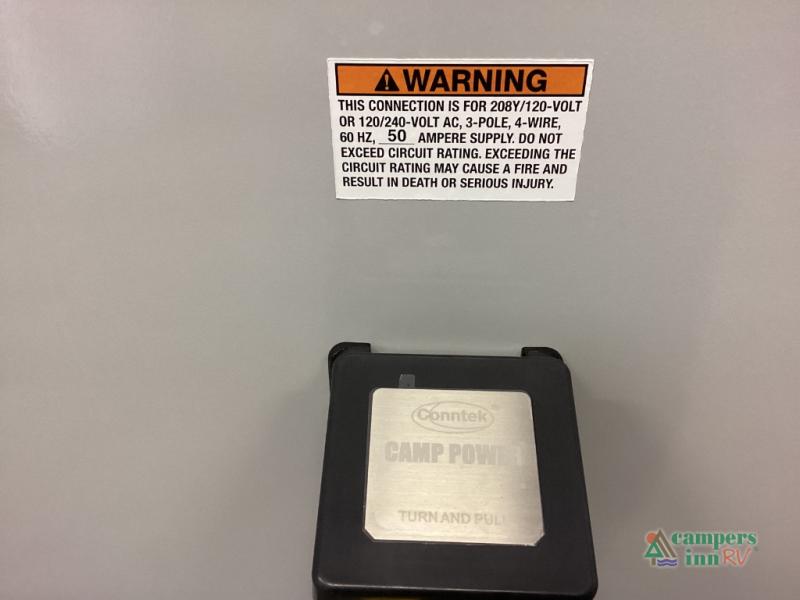 WARNING
THIS CONNECTION IS FOR 208Y/120-VOLT
OR 120/240-VOLT AC, 3-POLE, 4-WIRE,
60 HZ, 50 AMPERE SUPPLY. DO NOT
EXCEED CIRCUIT RATING. EXCEEDING THE
CIRCUIT RATING MAY CAUSE A FIRE AND
RESULT IN DEATH OR SERIOUS INJURY.
Conntek
CAMP POWER
TURN AND PULL
campers
inn RV